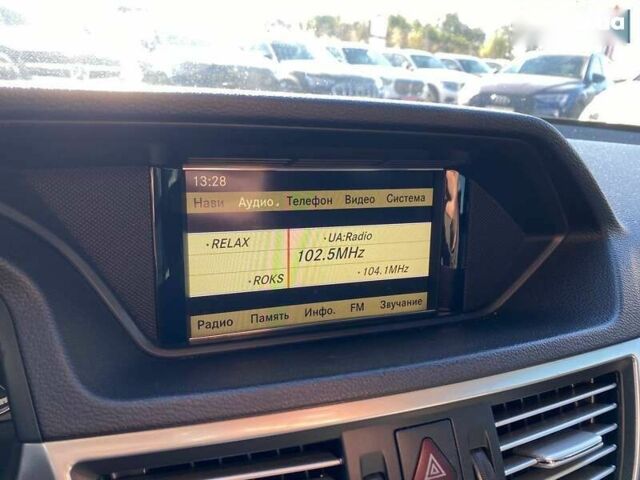 13:28
Нави Аудио. Телефон Видео Система
·RELAX ·UA:Radio
102.5MHz
·ROKS ·104.1MHz
Радио Память Инфо. FM Звучание